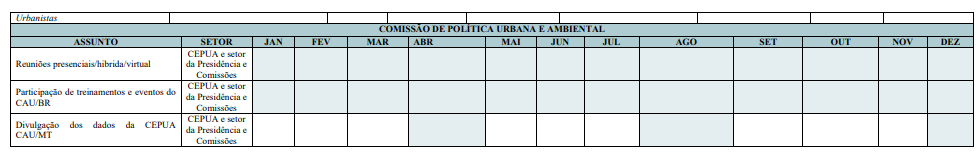 Urbanistas
COMISSÃO DE POLÍTICA URBANA E AMBIENTAL
ASSUNTO SETOR JAN FEV MAR ABR MAI JUN JUL AGO SET OUT NOV DEZ
Reuniões presenciais/hibrida/virtual
CEPUA e setor
da Presidência e
Comissões
Participação de treinamentos e eventos do
CAU/BR
CEPUA e setor
da Presidência e
Comissões
Divulgação dos dados da CEPUA
CAU/MT
CEPUA e setor
da Presidência e
Comissões